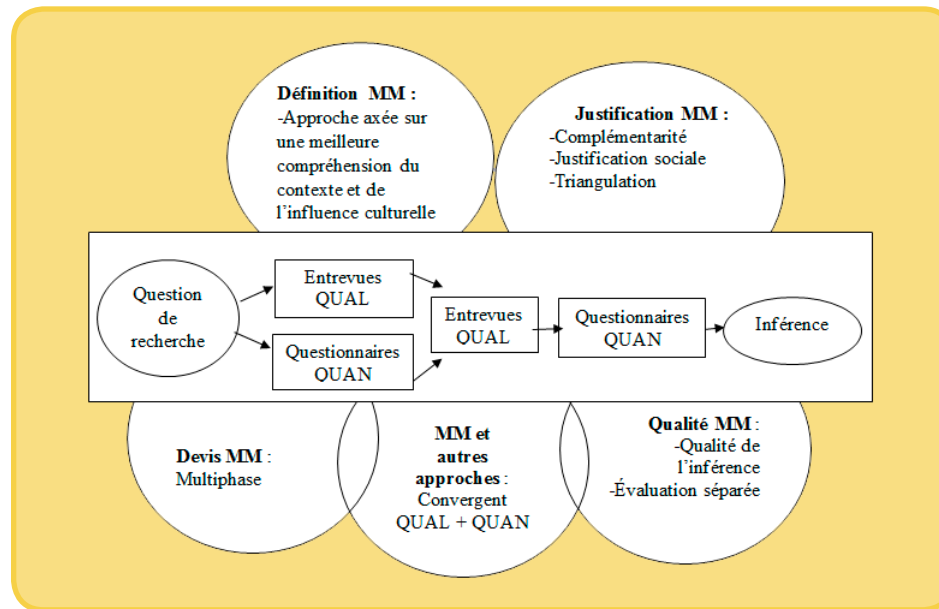 Définition MM :
-Approche axée sur
une meilleure
compréhension du
contexte et de
l'influence culturelle
Justification MM :
-Complémentarité
-Justification sociale
-Triangulation
Question
de
recherche
Entrevues
QUAL
Questionnaires
QUAN
Entrevues
QUAL
Questionnaires
QUAN
Inférence
Devis MM :
Multiphase
MM et
autres
approches :
Convergent
QUAL + QUAN
Qualité MM :
-Qualité de
l'inférence
-Évaluation séparée